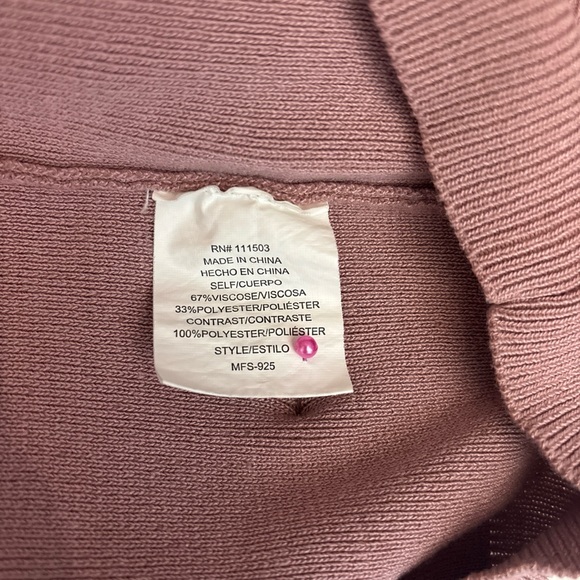 RN# 111503
MADE IN CHINA
HECHO EN CHINA
SELF/CUERPO
67%VISCOSE/VISCOSA
33%POLYESTER/POLIÉSTER
CONTRAST/CONTRASTE
100%POLYESTER/POLIÉSTER
STYLE/ESTILO
MFS-925